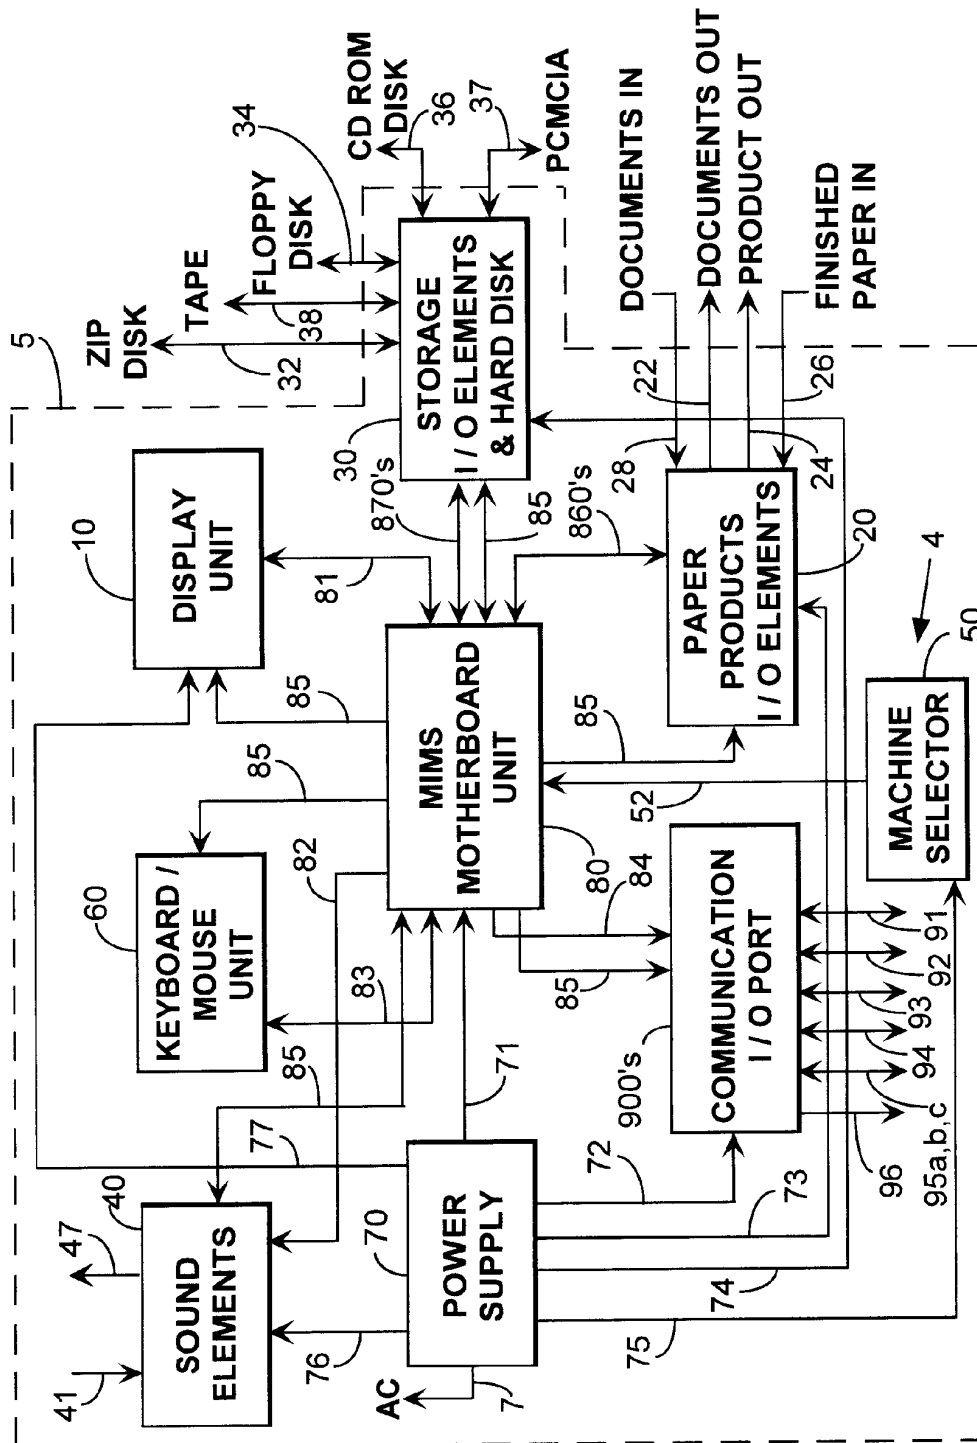 5
ZIP
DISK
TAPE
FLOPPY
DISK
34
CD ROM
DISK
36
37
PCMCIA
32
38
DOCUMENTS IN
DOCUMENTS OUT
PRODUCT OUT
FINISHED
PAPER IN
10
DISPLAY
UNIT
30
STORAGE
I / O ELEMENTS
& HARD DISK
28
22
24
26
81
870's
85
860's
20
PAPER
PRODUCTS
I / O ELEMENTS
60
KEYBOARD /
MOUSE
UNIT
85
85
82
83
85
MIMS
MOTHERBOARD
UNIT
80
84
85
85
52
4
50
MACHINE
SELECTOR
900's
COMMUNICATION
I / O PORT
91
92
93
94
95a,b,c
96
47
41
40
SOUND
ELEMENTS
77
76
71
70
POWER
SUPPLY
AC
7
72
73
74
75